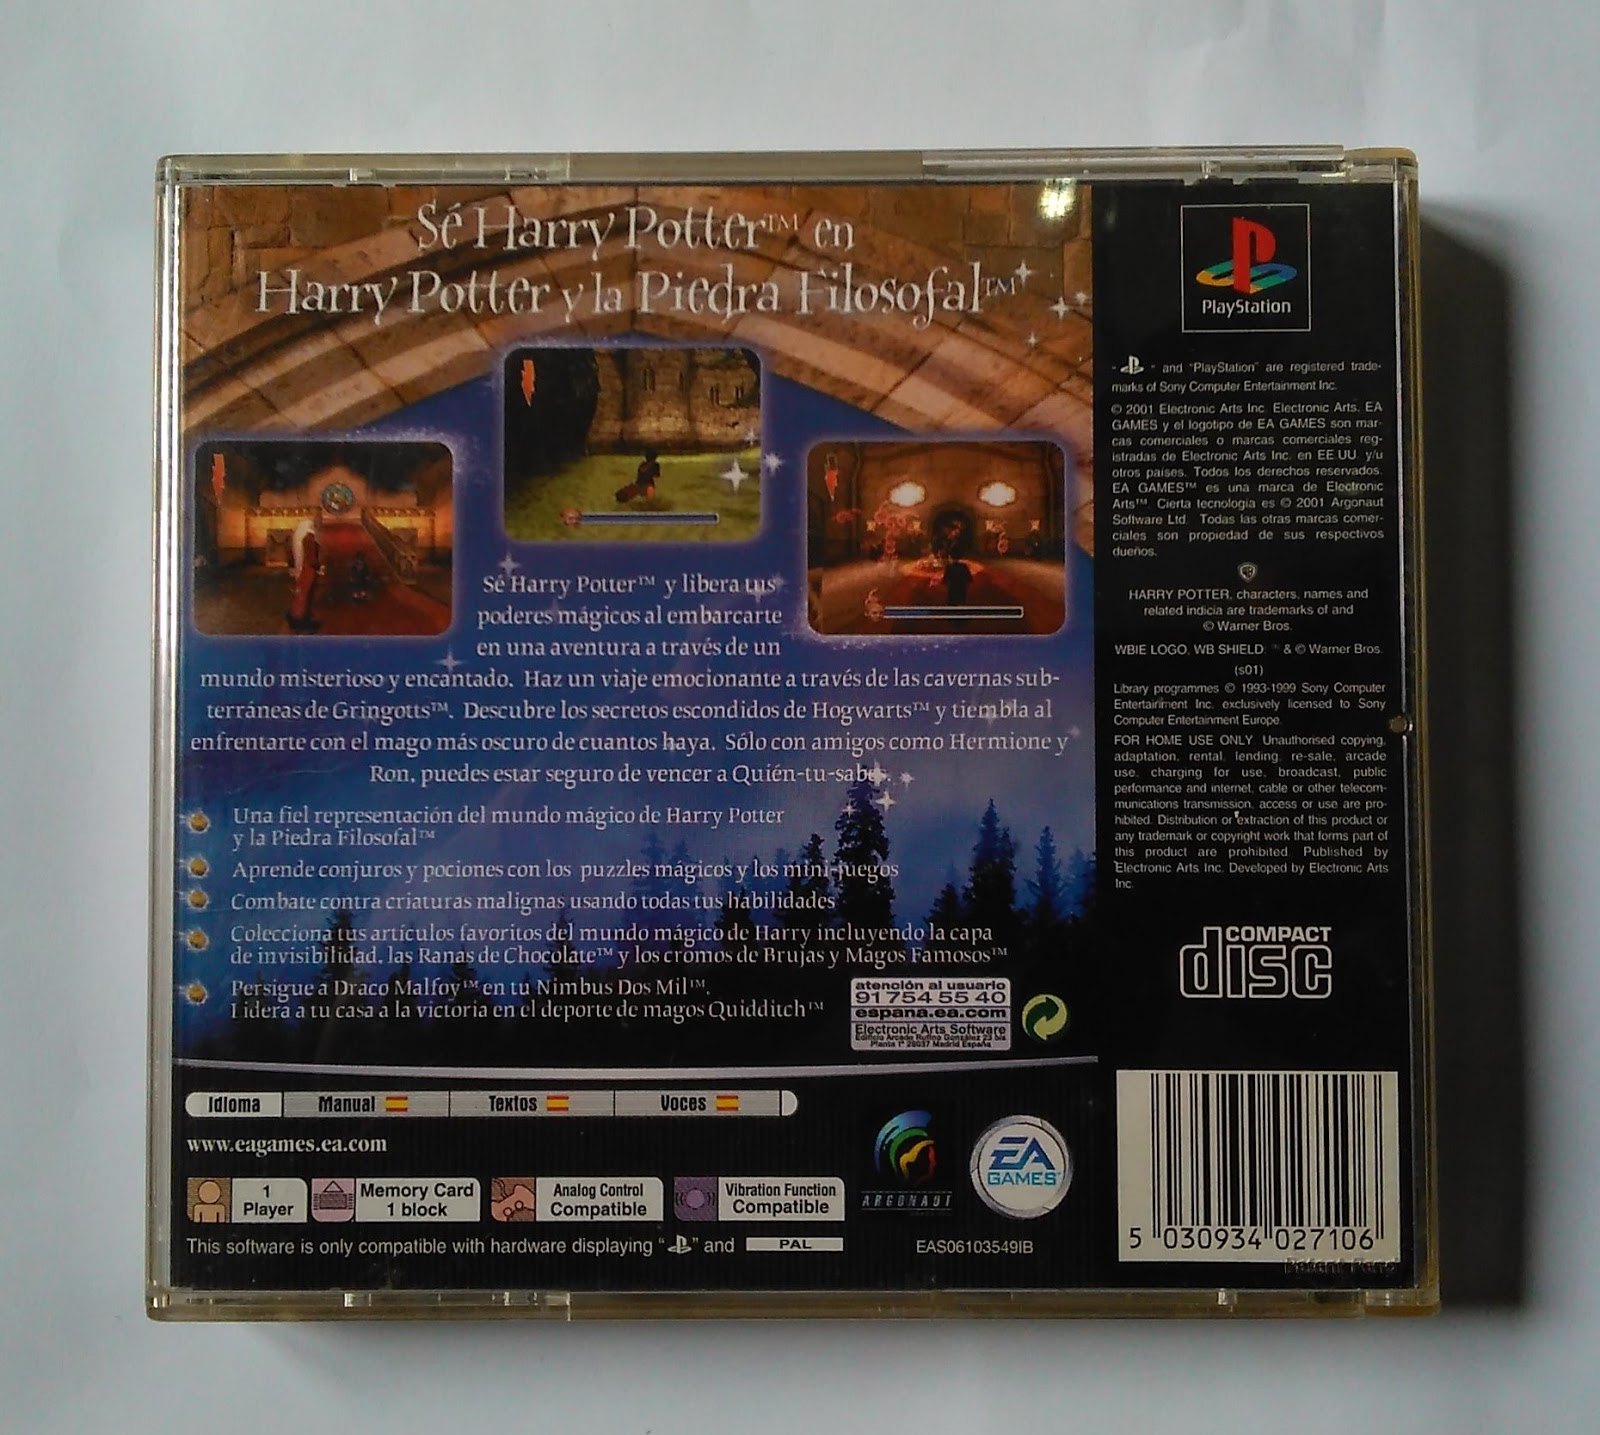 Sé Harry Potter™ en
Harry Potter y la Piedra Filosofal™
Sé Harry Potter™ y libera tus
poderes mágicos al embarcarte
en una aventura a través de un
mundo misterioso y encantado. Haz un viaje emocionante a través de las cavernas sub-
terráneas de Gringotts™. Descubre los secretos escondidos de Hogwarts™ y tiembla al
enfrentarte con el mago más oscuro de cuantos haya. Sólo con amigos como Hermione y
Ron, puedes estar seguro de vencer a Quién-tu-sabes.
Una fiel representación del mundo mágico de Harry Potter
y la Piedra Filosofal™
Aprende conjuros y pociones con los puzzles mágicos y los mini-juegos
Combate contra criaturas malignas usando todas tus habilidades
Colecciona tus artículos favoritos del mundo mágico de Harry incluyendo la capa
de invisibilidad, las Ranas de Chocolate™ y los cromos de Brujas y Magos Famosos™
Persigue a Draco Malfoy™ en tu Nimbus Dos Mil™.
Lidera a tu casa a la victoria en el deporte de magos Quidditch™
atención al usuario
91 754 55 40
espana.ea.com
Electronic Arts Software
Edificio Arcade Rufino González 23 bis
Planta 1ª 28037 Madrid España
Idioma Manual Textos Voces
www.eagames.ea.com
1
Player
Memory Card
1 block
Analog Control
Compatible
Vibration Function
Compatible
ARGONAUT
EA
GAMES™
This software is only compatible with hardware displaying " " and PAL
EAS06103549IB
PlayStation
" " and "PlayStation" are registered trade-
marks of Sony Computer Entertainment Inc.
© 2001 Electronic Arts Inc. Electronic Arts, EA
GAMES y el logotipo de EA GAMES son mar-
cas comerciales o marcas comerciales reg-
istradas de Electronic Arts Inc. en EE.UU. y/u
otros países. Todos los derechos reservados.
EA GAMES™ es una marca de Electronic
Arts™. Cierta tecnologia es © 2001 Argonaut
Software Ltd. Todas las otras marcas comer-
ciales son propiedad de sus respectivos
dueños.
WB
HARRY POTTER, characters, names and
related indicia are trademarks of and
© Warner Bros.
WBIE LOGO, WB SHIELD: ™ & © Warner Bros.
(s01)
Library programmes © 1993-1999 Sony Computer
Entertainment Inc. exclusively licensed to Sony
Computer Entertainment Europe.
FOR HOME USE ONLY. Unauthorised copying,
adaptation, rental, lending, re-sale, arcade
use, charging for use, broadcast, public
performance and internet, cable or other telecom-
munications transmission, access or use are pro-
hibited. Distribution or extraction of this product or
any trademark or copyright work that forms part of
this product are prohibited. Published by
Electronic Arts Inc. Developed by Electronic Arts
Inc.
COMPACT
disc
5 030934 027106
Patent Pend